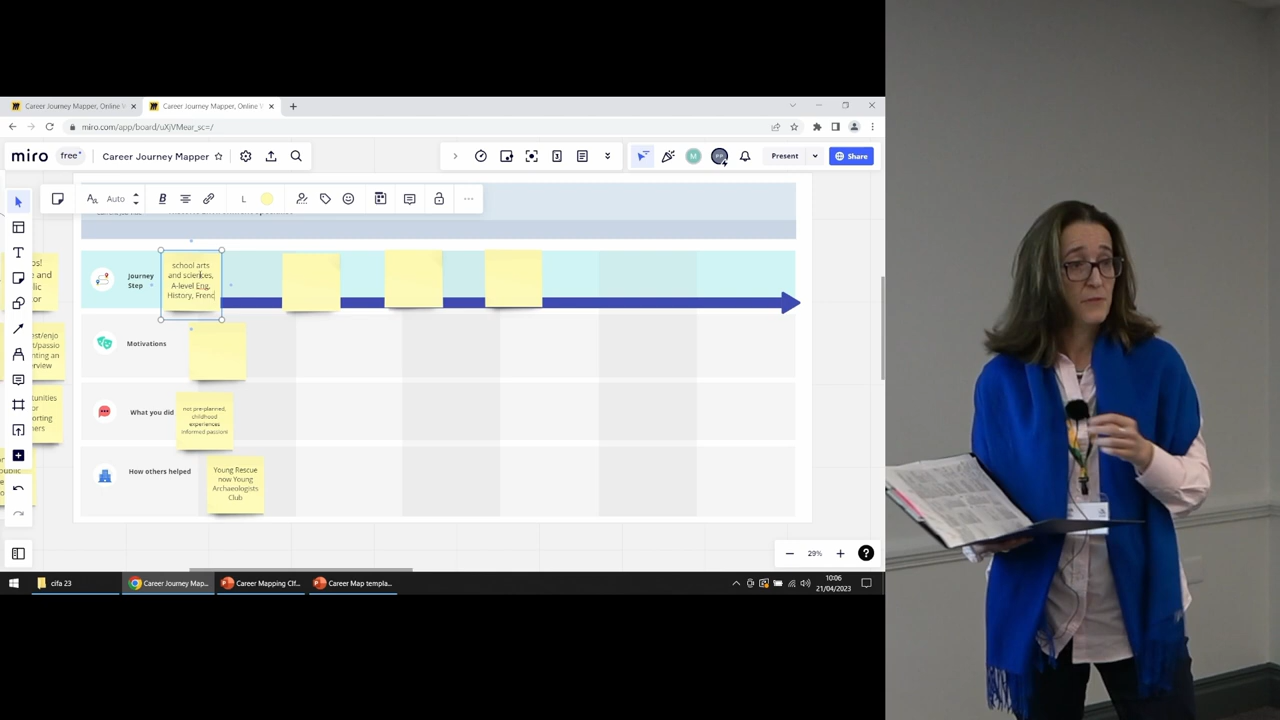 Career Journey Mapper, Online
Career Journey Mapper, Online
miro.com/app/board/uXjVMear_sc=/
miro
free
Career Journey Mapper
Present
Share
Auto
B
L
Journey
Step
school arts
and sciences,
A-level Eng,
History, Frenc
Motivations
What you did
not pre-planned,
childhood
experiences
informed passion!
How others helped
Young Rescue
now Young
Archaeologists
Club
29%
cifa 23
Career Journey Map...
Career Mapping CIf...
Career Map templa...
10:06
21/04/2023